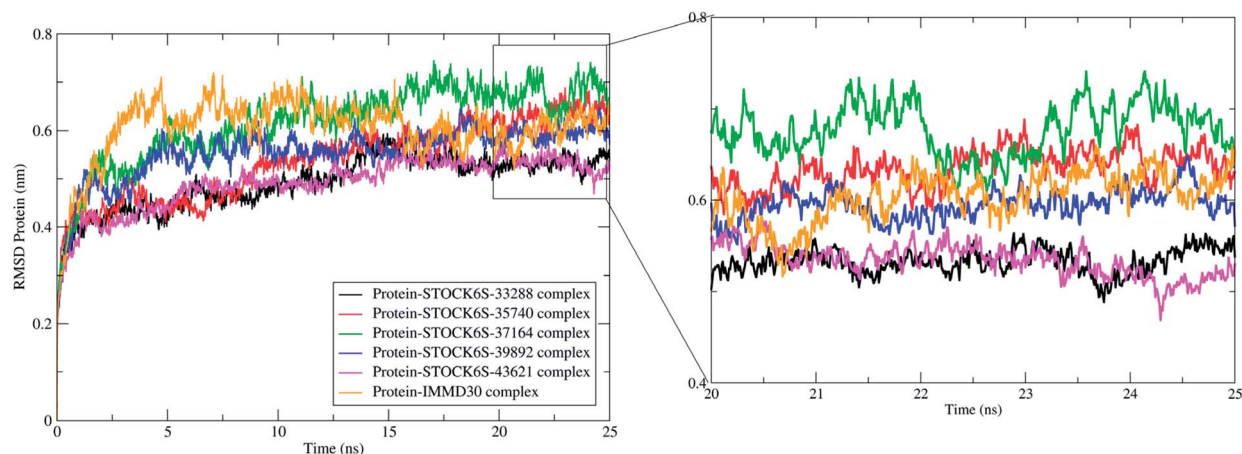 0.8
0.6
0.4
0.2
0
RMSD Protein (nm)
0 5 10 15 20 25
Time (ns)
Protein-STOCK6S-33288 complex
Protein-STOCK6S-35740 complex
Protein-STOCK6S-37164 complex
Protein-STOCK6S-39892 complex
Protein-STOCK6S-43621 complex
Protein-IMMD30 complex
0.8
0.6
0.4
20 21 22 23 24 25
Time (ns)